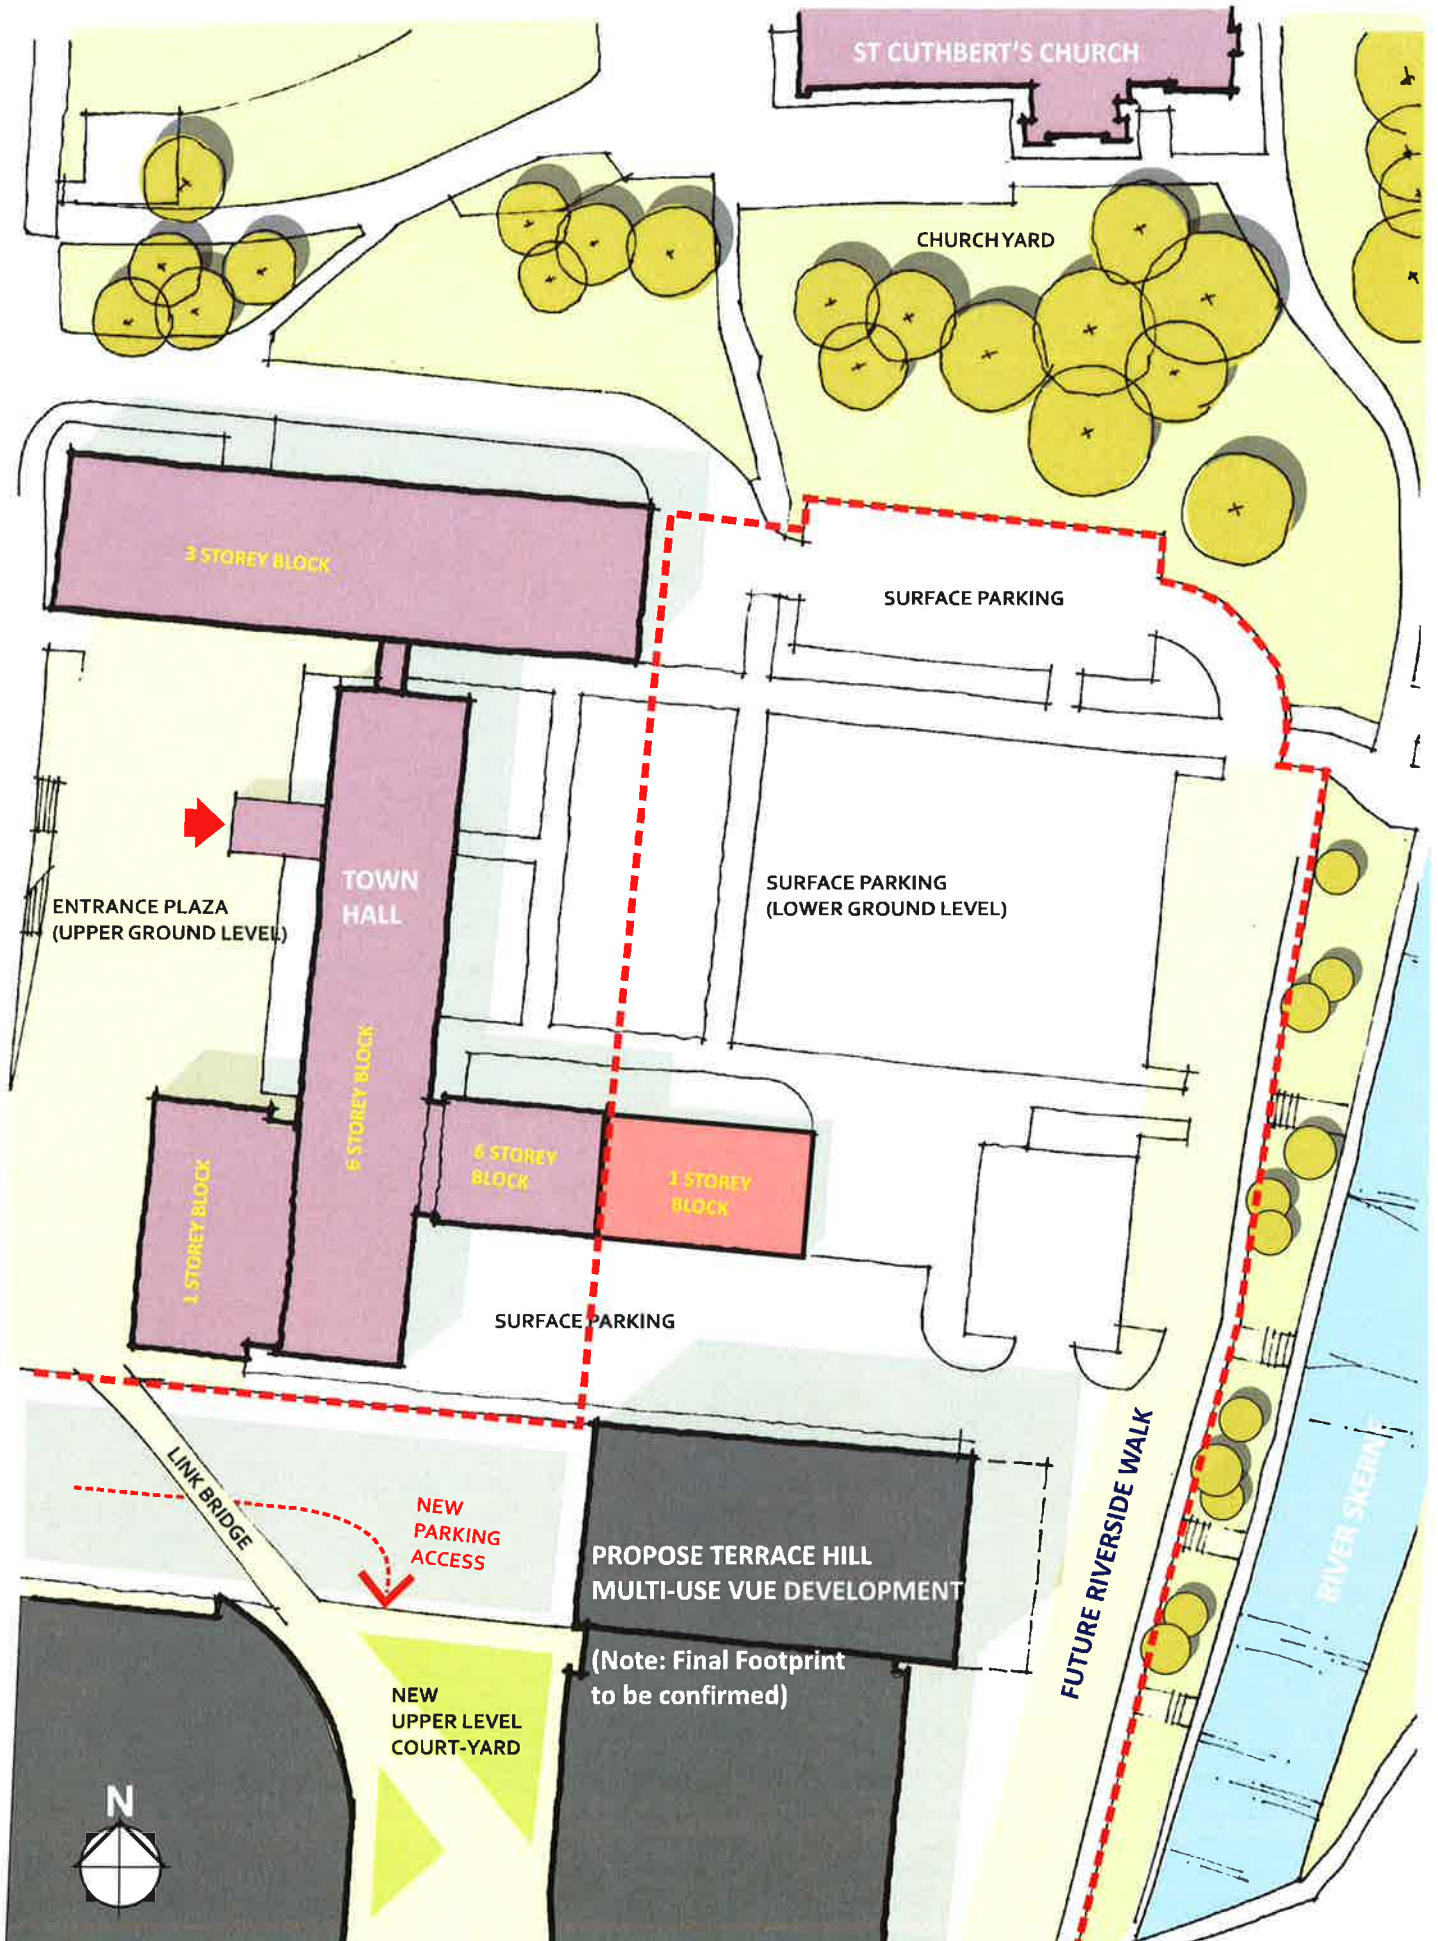 ST CUTHBERT'S CHURCH
CHURCHYARD
3 STOREY BLOCK
SURFACE PARKING
TOWN
HALL
SURFACE PARKING
(LOWER GROUND LEVEL)
ENTRANCE PLAZA
(UPPER GROUND LEVEL)
6 STOREY BLOCK
6 STOREY
BLOCK
1 STOREY
BLOCK
1 STOREY BLOCK
SURFACE PARKING
LINK BRIDGE
NEW
PARKING
ACCESS
PROPOSE TERRACE HILL
MULTI-USE VUE DEVELOPMENT
(Note: Final Footprint
to be confirmed)
FUTURE RIVERSIDE WALK
RIVER SKERNE
NEW
UPPER LEVEL
COURT-YARD
N